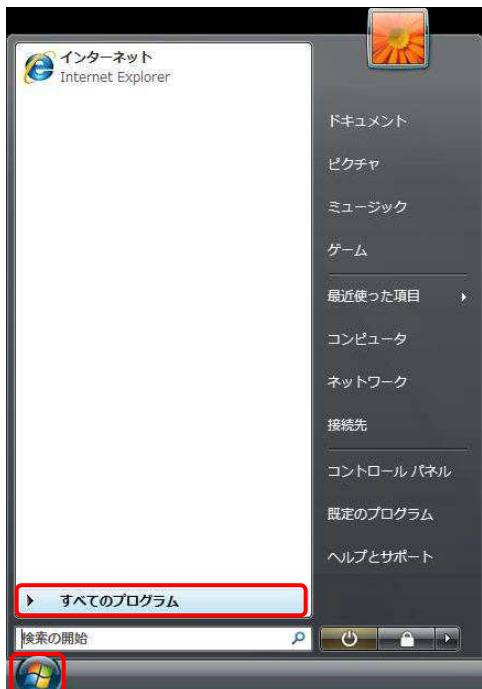 インターネット
Internet Explorer
ドキュメント
ピクチャ
ミュージック
ゲーム
最近使った項目
コンピュータ
ネットワーク
接続先
コントロール パネル
既定のプログラム
ヘルプとサポート
すべてのプログラム
検索の開始